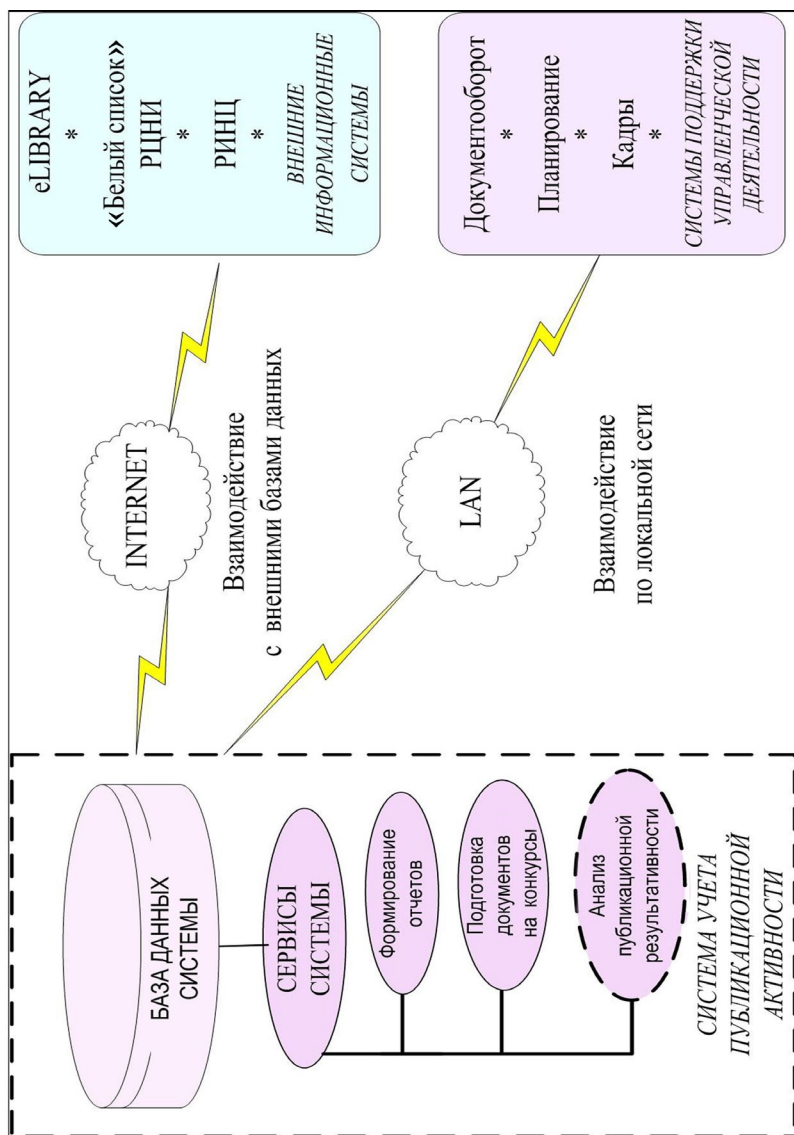 БАЗА ДАННЫХ
СИСТЕМЫ
СЕРВИСЫ
СИСТЕМЫ
Формирование
отчетов
Подготовка
документов
на конкурсы
Анализ
публикационной
результативности
СИСТЕМА УЧЕТА
ПУБЛИКАЦИОННОЙ
АКТИВНОСТИ
INTERNET
Взаимодействие
с внешними базами данных
LAN
Взаимодействие
по локальной сети
eLIBRARY
*
«Белый список»
РЦНИ
*
РИНЦ
*
ВНЕШНИЕ
ИНФОРМАЦИОННЫЕ
СИСТЕМЫ
Документооборот
*
Планирование
*
Кадры
*
СИСТЕМЫ ПОДДЕРЖКИ
УПРАВЛЕНЧЕСКОЙ
ДЕЯТЕЛЬНОСТИ